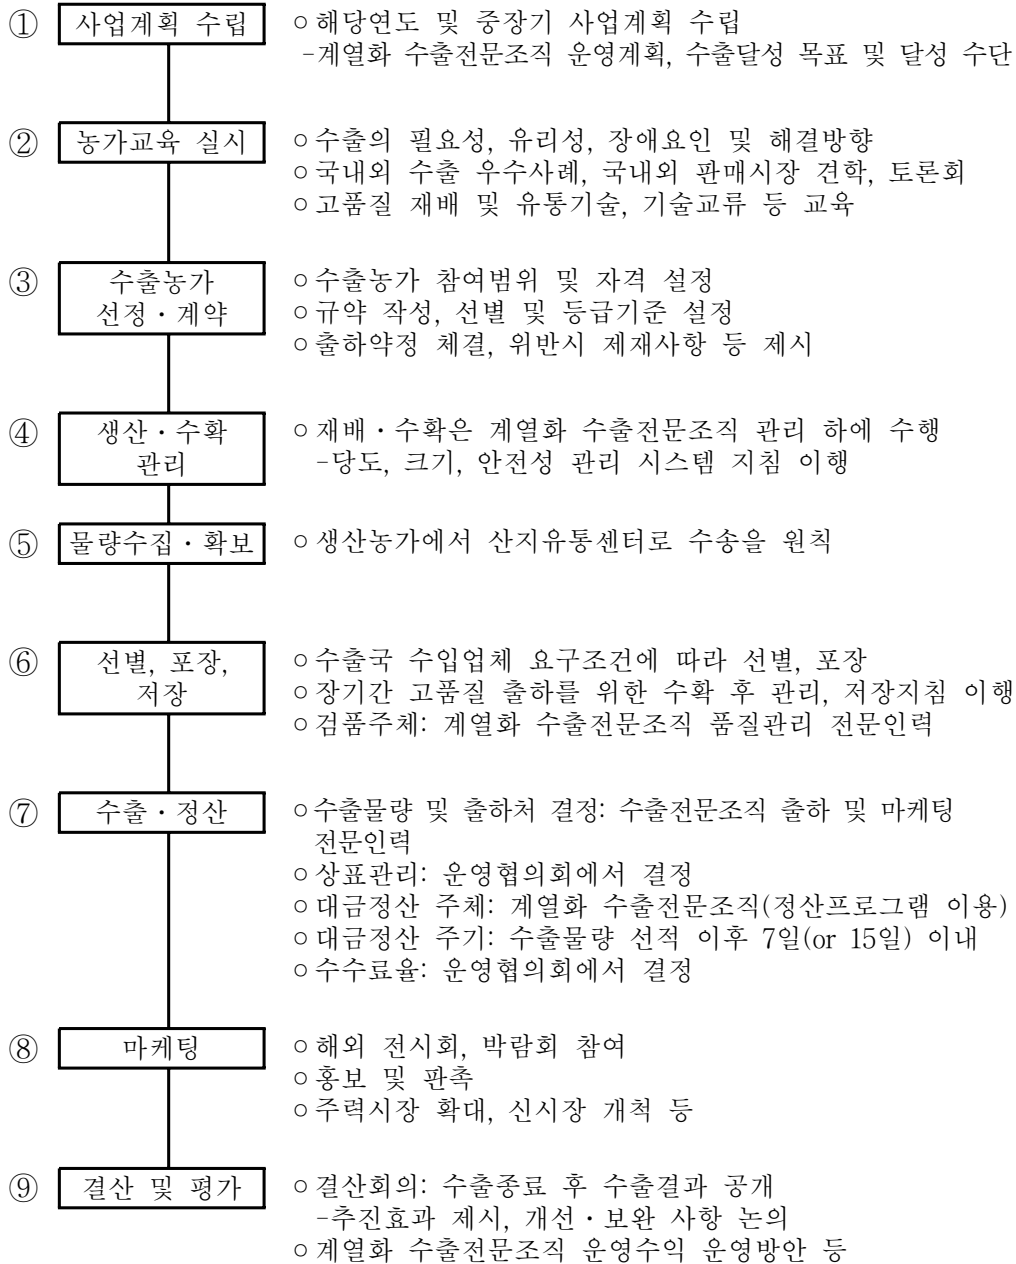 ① 사업계획 수립 ○해당연도 및 중장기 사업계획 수립
-계열화 수출전문조직 운영계획, 수출달성 목표 및 달성 수단
② 농가교육 실시 ○수출의 필요성, 유리성, 장애요인 및 해결방향
○국내외 수출 우수사례, 국내외 판매시장 견학, 토론회
○고품질 재배 및 유통기술, 기술교류 등 교육
③ 수출농가 ○수출농가 참여범위 및 자격 설정
선정·계약 ○규약 작성, 선별 및 등급기준 설정
○출하약정 체결, 위반시 제재사항 등 제시
④ 생산·수확 ○재배·수확은 계열화 수출전문조직 관리 하에 수행
관리 -당도, 크기, 안전성 관리 시스템 지침 이행
⑤ 물량수집·확보 ○생산농가에서 산지유통센터로 수송을 원칙
⑥ 선별, 포장, ○수출국 수입업체 요구조건에 따라 선별, 포장
저장 ○장기간 고품질 출하를 위한 수확 후 관리, 저장지침 이행
○검품주체: 계열화 수출전문조직 품질관리 전문인력
⑦ 수출·정산 ○수출물량 및 출하처 결정: 수출전문조직 출하 및 마케팅
전문인력
○상표관리: 운영협의회에서 결정
○대금정산 주체: 계열화 수출전문조직(정산프로그램 이용)
○대금정산 주기: 수출물량 선적 이후 7일(or 15일) 이내
○수수료율: 운영협의회에서 결정
⑧ 마케팅 ○해외 전시회, 박람회 참여
○홍보 및 판촉
○주력시장 확대, 신시장 개척 등
⑨ 결산 및 평가 ○결산회의: 수출종료 후 수출결과 공개
-추진효과 제시, 개선·보완 사항 논의
○계열화 수출전문조직 운영수익 운영방안 등